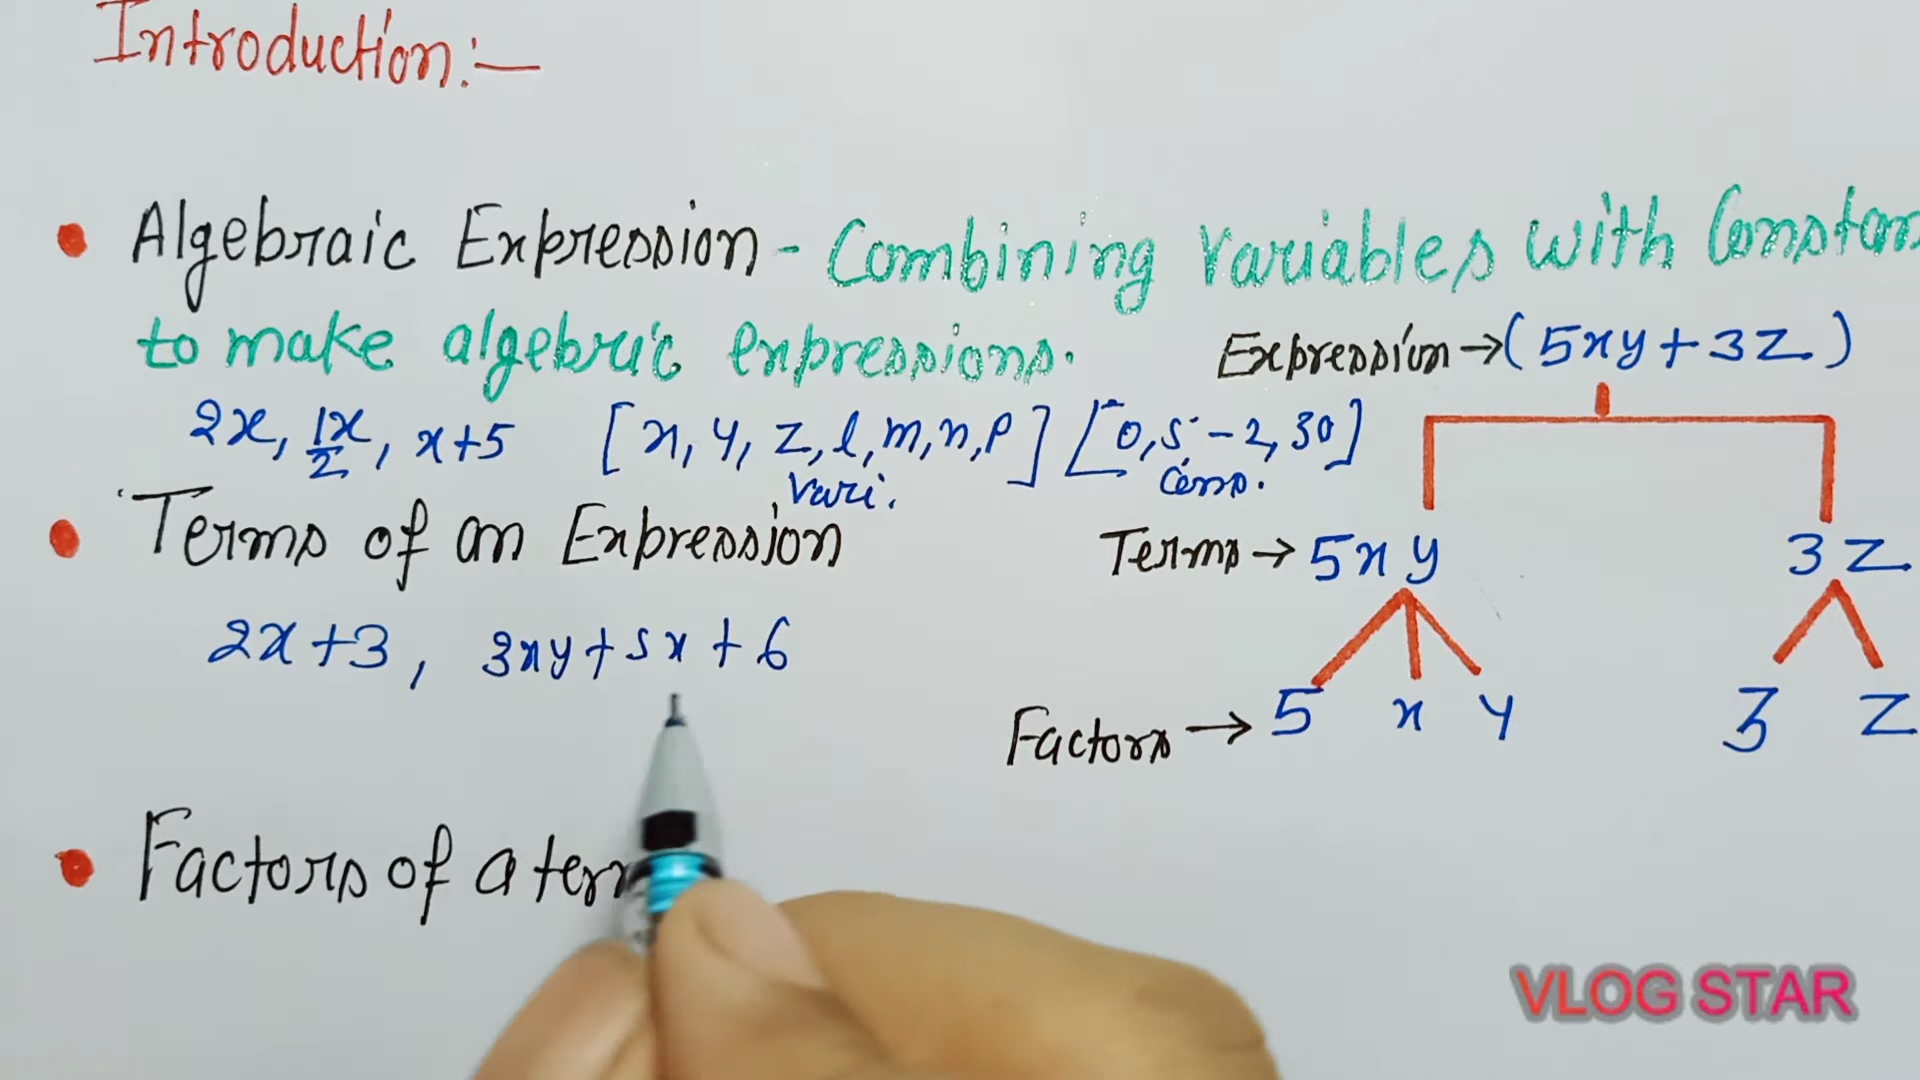 Introduction:—
• Algebraic Expression - Combining variables with Constan
to make algebric expressions.
Expression → (5xy + 3z)
2x, 1x/2, x+5 [x, y, z, l, m, n, p] [0, 5, -2, 30]
Vari. Cons.
• Terms of an Expression
Terms → 5xy 3z
2x+3, 3xy+5x+6
Factors → 5 x y 3 z
• Factors of a ter
VLOG STAR